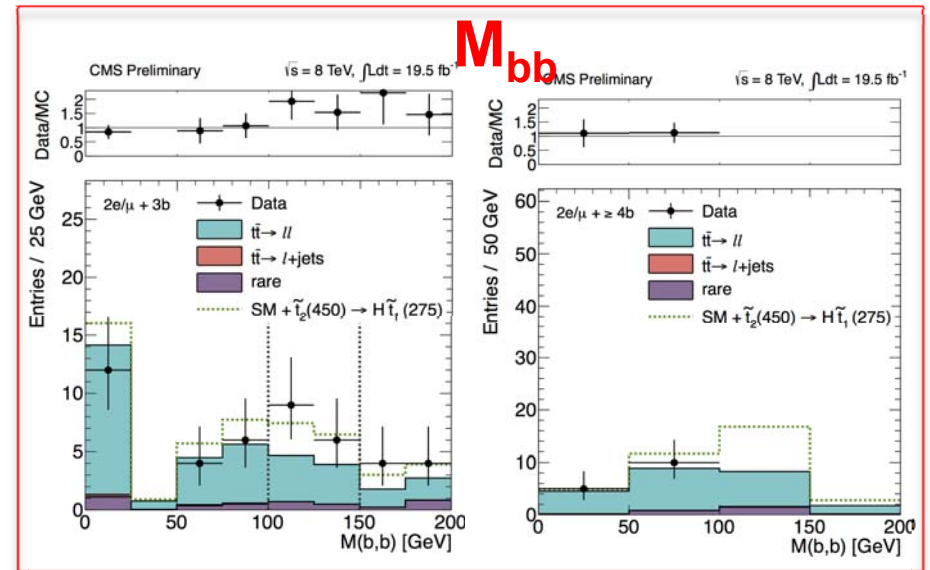 M_bb
CMS Preliminary √s = 8 TeV, ∫Ldt = 19.5 fb⁻¹
Data/MC
2
1.5
1
0.5
0
Entries / 25 GeV
25
20
15
10
5
0
2e/μ + 3b
Data
tt̄→ ll
tt̄→ l+jets
rare
SM + t̃₂(450) → H t̃₁ (275)
0 50 100 150 200
M(b,b) [GeV]
CMS Preliminary √s = 8 TeV, ∫Ldt = 19.5 fb⁻¹
Data/MC
2
1.5
1
0.5
0
Entries / 50 GeV
60
50
40
30
20
10
0
2e/μ + ≥ 4b
Data
tt̄→ ll
tt̄→ l+jets
rare
SM + t̃₂(450) → H t̃₁ (275)
0 50 100 150 200
M(b,b) [GeV]